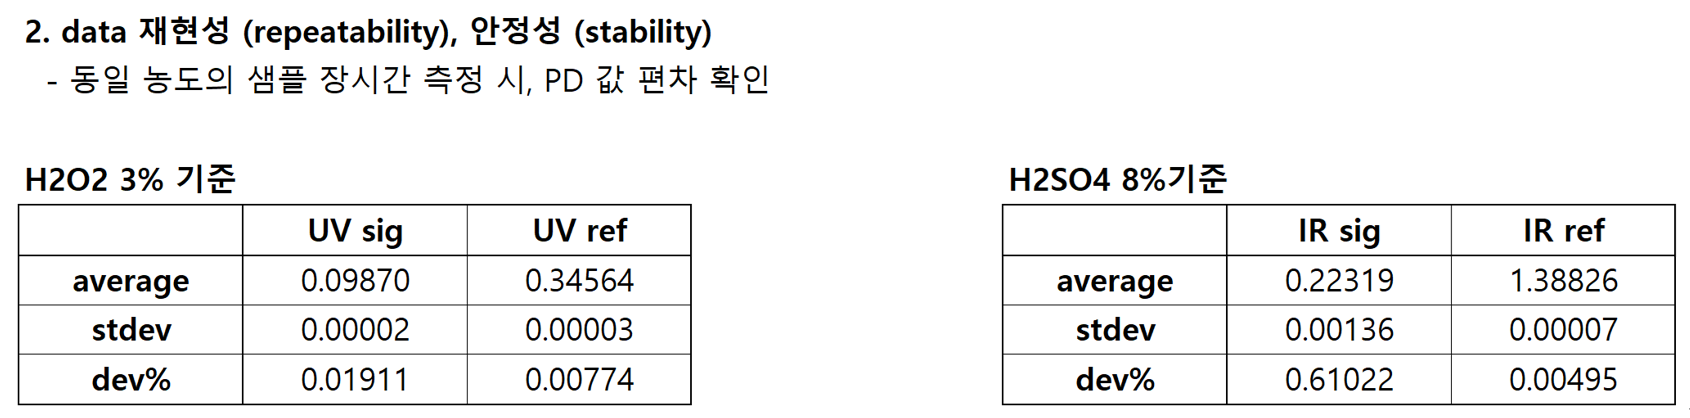 2. data 재현성 (repeatability), 안정성 (stability)
- 동일 농도의 샘플 장시간 측정 시, PD 값 편차 확인
H2O2 3% 기준
UV sig UV ref
average 0.09870 0.34564
stdev 0.00002 0.00003
dev% 0.01911 0.00774
H2SO4 8%기준
IR sig IR ref
average 0.22319 1.38826
stdev 0.00136 0.00007
dev% 0.61022 0.00495